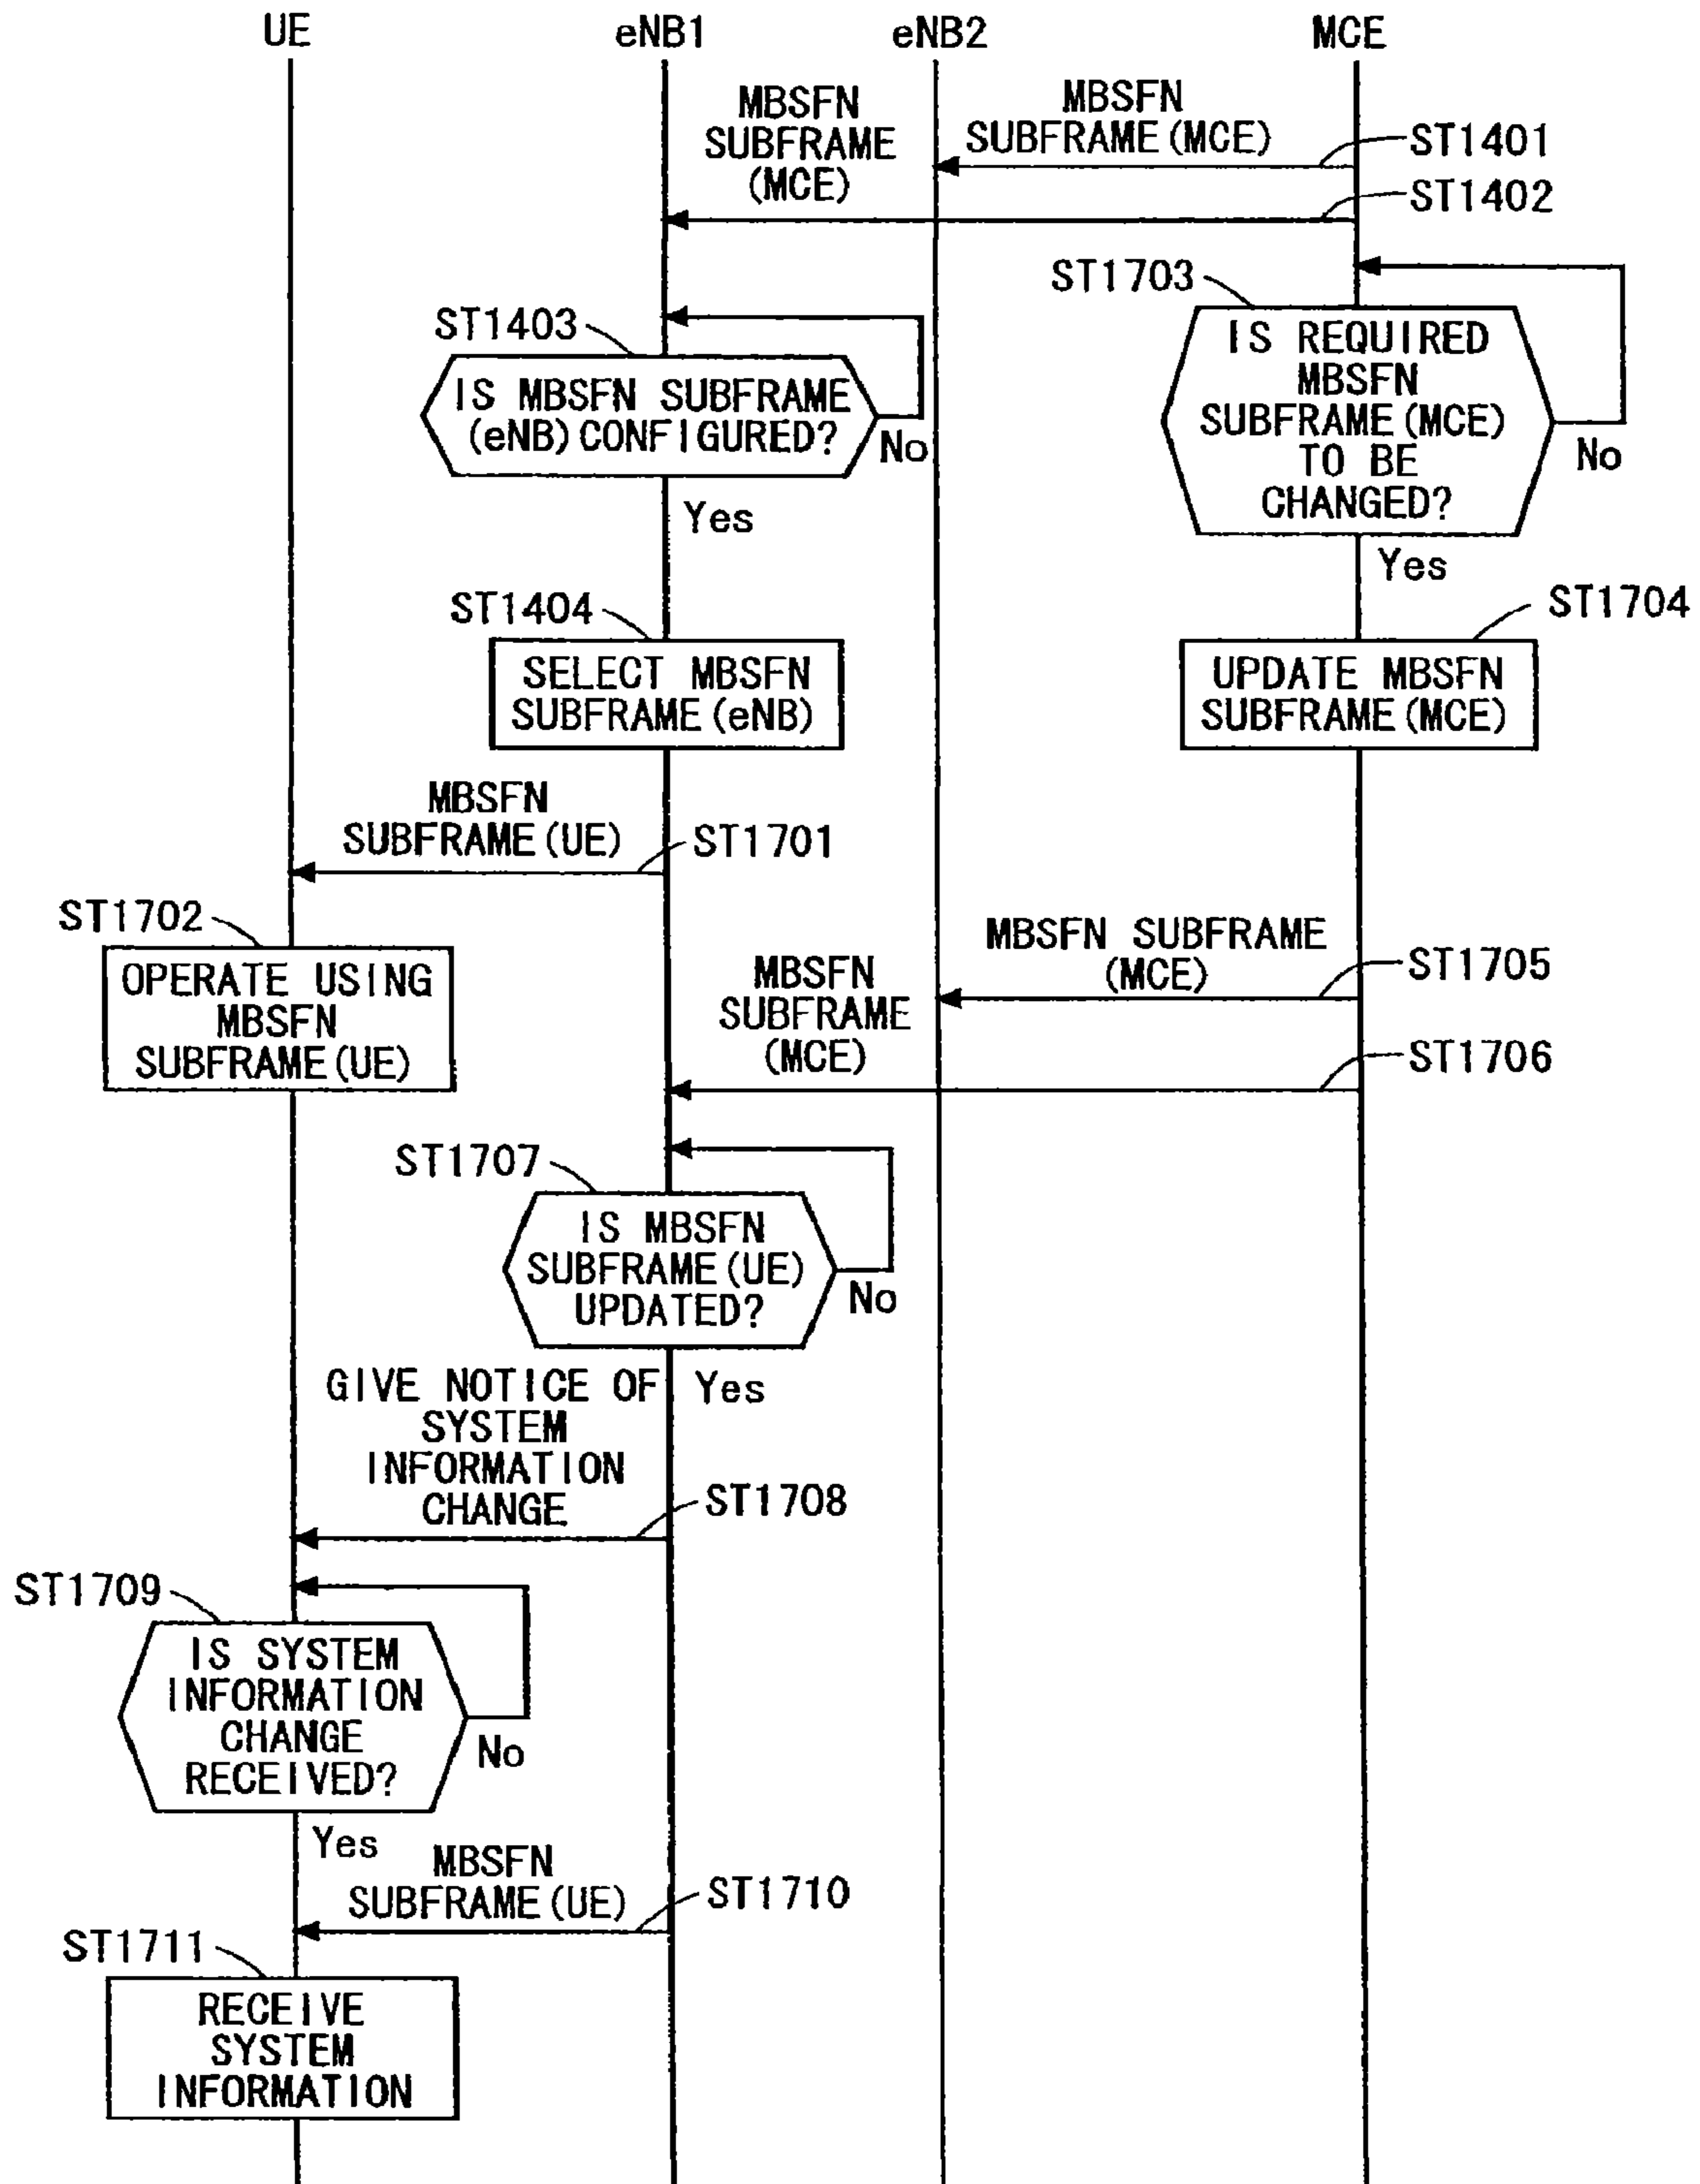 UE
eNB1
eNB2
MCE
MBSFN
SUBFRAME
(MCE)
MBSFN
SUBFRAME(MCE)
ST1401
ST1402
ST1703
IS REQUIRED
MBSFN
SUBFRAME(MCE)
TO BE
CHANGED?
No
Yes
ST1403
IS MBSFN SUBFRAME
(eNB)CONFIGURED?
No
Yes
ST1404
SELECT MBSFN
SUBFRAME(eNB)
ST1704
UPDATE MBSFN
SUBFRAME(MCE)
MBSFN
SUBFRAME(UE)
ST1701
ST1702
OPERATE USING
MBSFN
SUBFRAME(UE)
MBSFN SUBFRAME
(MCE)
ST1705
MBSFN
SUBFRAME
(MCE)
ST1706
ST1707
IS MBSFN
SUBFRAME(UE)
UPDATED?
No
Yes
GIVE NOTICE OF
SYSTEM
INFORMATION
CHANGE
ST1708
ST1709
IS SYSTEM
INFORMATION
CHANGE
RECEIVED?
No
Yes
MBSFN
SUBFRAME(UE)
ST1710
ST1711
RECEIVE
SYSTEM
INFORMATION